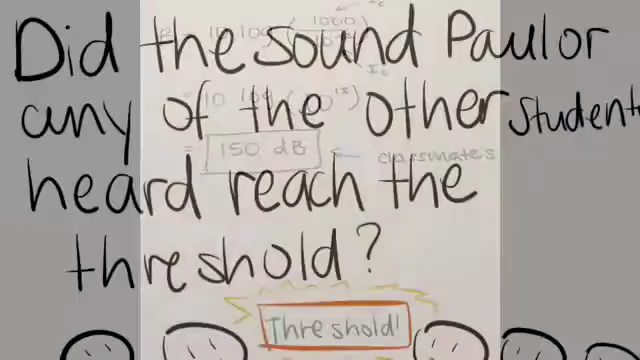 Did the sound Paul or
any of the other students
heard reach the
threshold?
150 dB
classmates
Threshold!